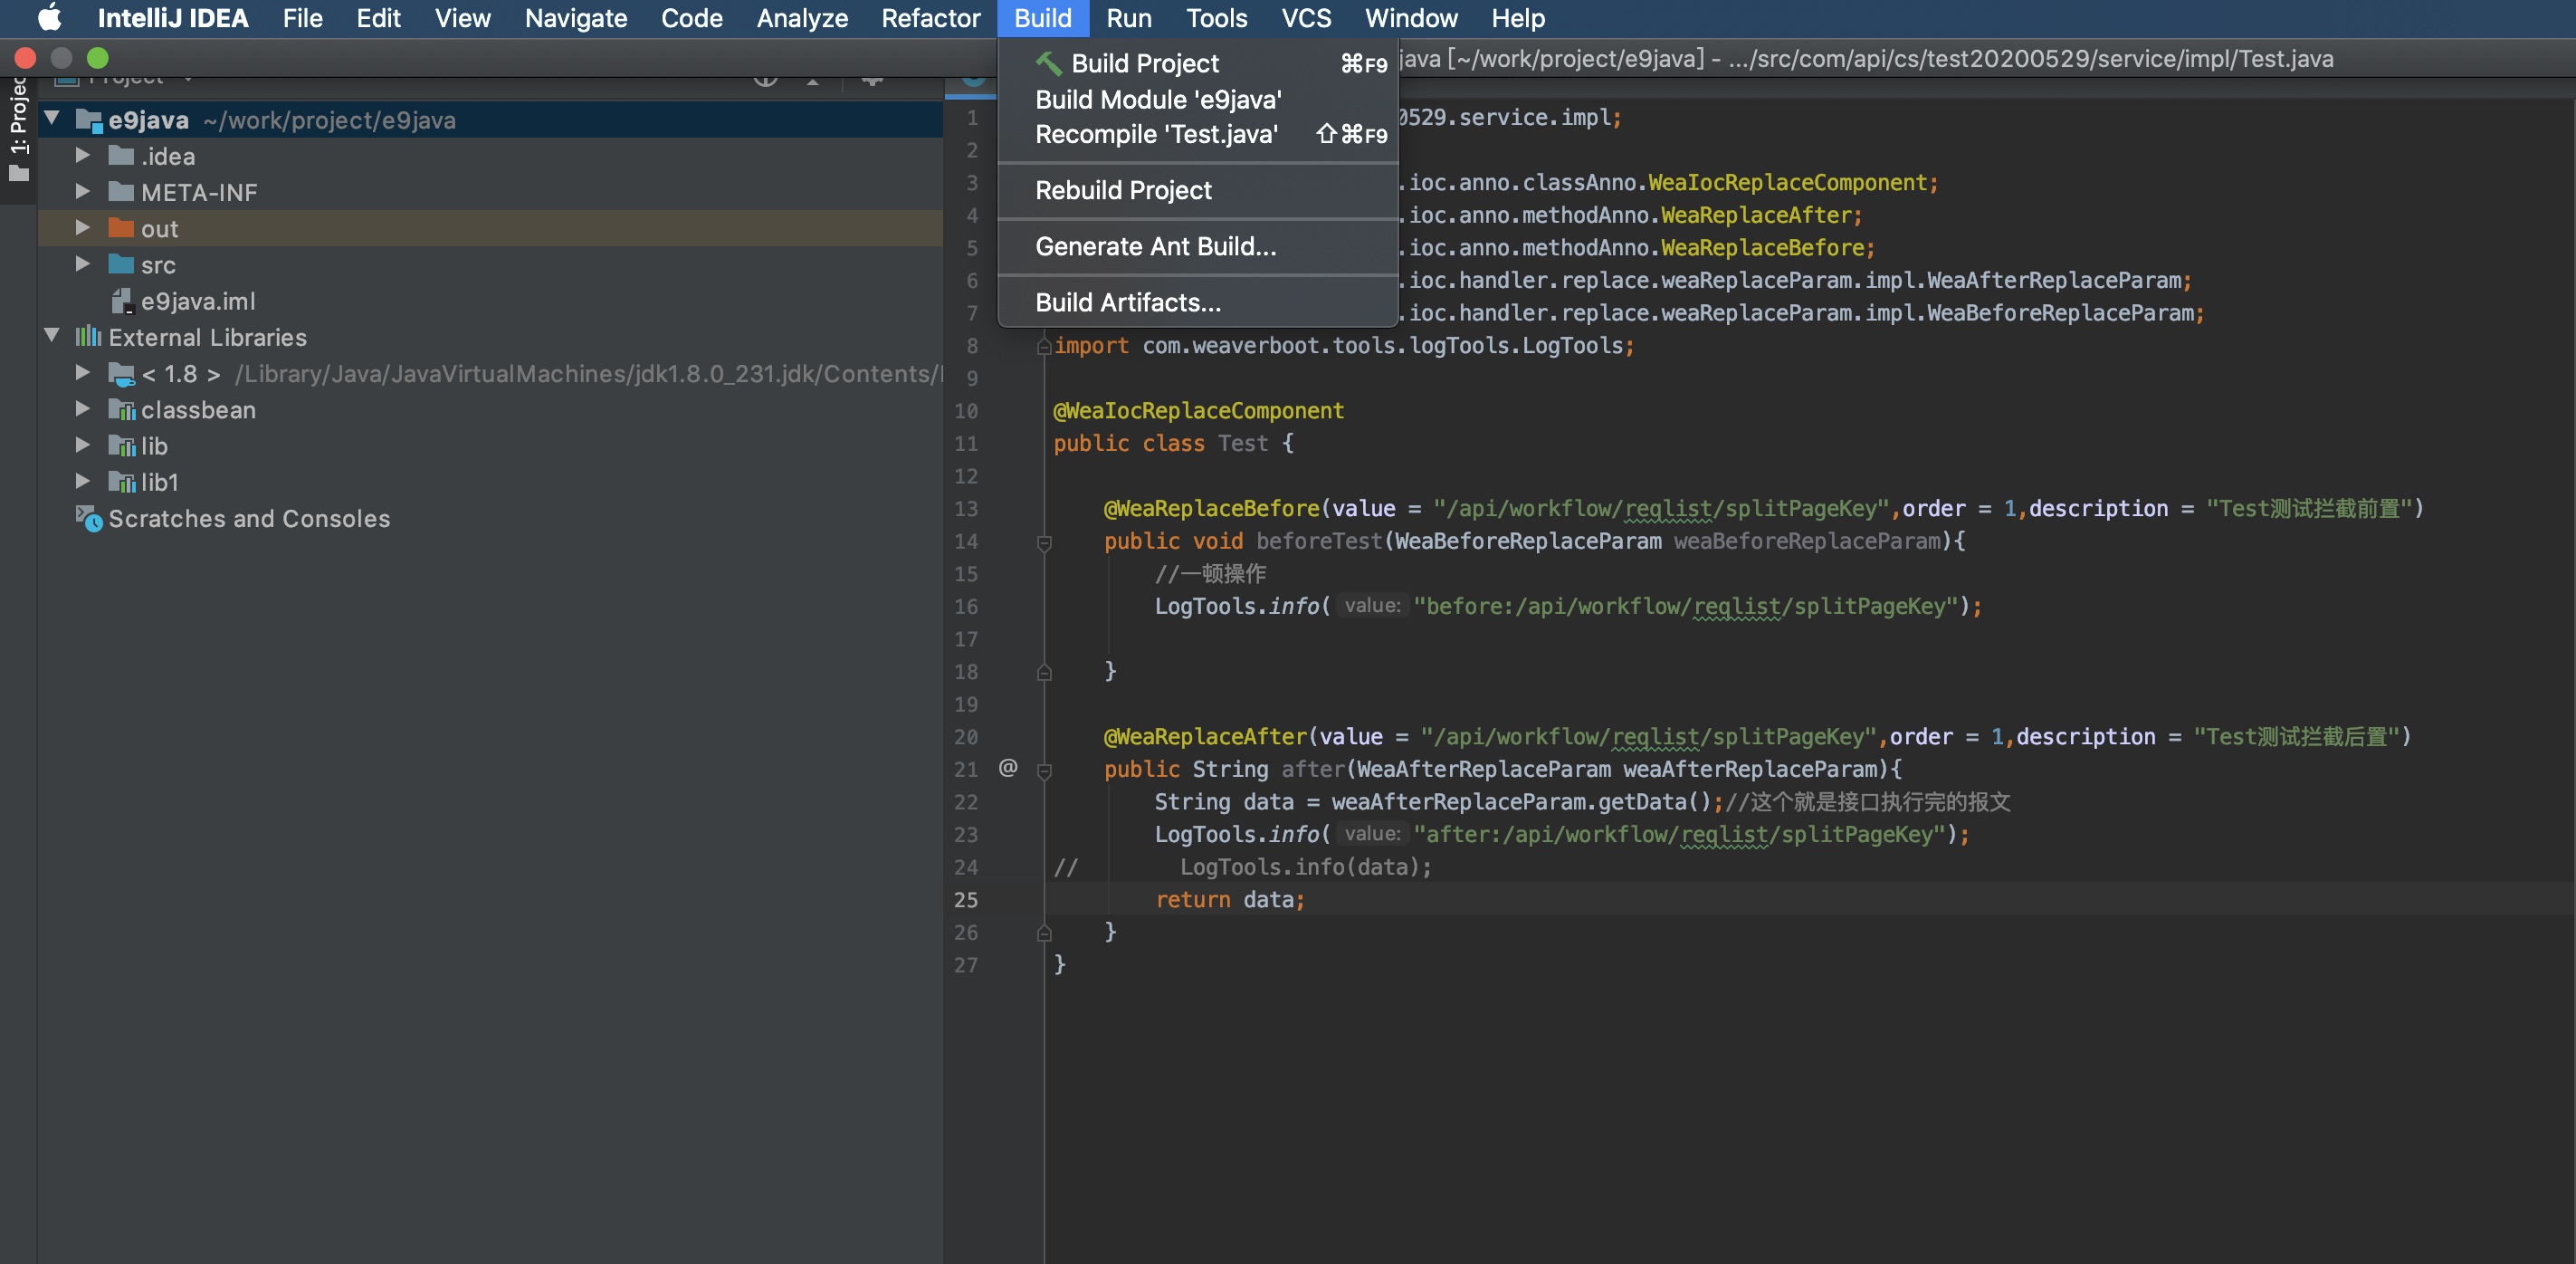 IntelliJ IDEA File Edit View Navigate Code Analyze Refactor Build Run Tools VCS Window Help
java [~/work/project/e9java] - .../src/com/api/cs/test20200529/service/impl/Test.java
Build Project ⌘F9
Build Module 'e9java'
Recompile 'Test.java' ⇧⌘F9
Rebuild Project
Generate Ant Build...
Build Artifacts...
1: Project
Project
e9java ~/work/project/e9java
.idea
META-INF
out
src
e9java.iml
External Libraries
< 1.8 > /Library/Java/JavaVirtualMachines/jdk1.8.0_231.jdk/Contents/
classbean
lib
lib1
Scratches and Consoles
1 0529.service.impl;
2
3 .ioc.anno.classAnno.WeaIocReplaceComponent;
4 .ioc.anno.methodAnno.WeaReplaceAfter;
5 .ioc.anno.methodAnno.WeaReplaceBefore;
6 .ioc.handler.replace.weaReplaceParam.impl.WeaAfterReplaceParam;
7 .ioc.handler.replace.weaReplaceParam.impl.WeaBeforeReplaceParam;
8 import com.weaverboot.tools.logTools.LogTools;
9
10 @WeaIocReplaceComponent
11 public class Test {
12
13 @WeaReplaceBefore(value = "/api/workflow/reqlist/splitPageKey",order = 1,description = "Test测试拦截前置")
14 public void beforeTest(WeaBeforeReplaceParam weaBeforeReplaceParam){
15 //一顿操作
16 LogTools.info( value: "before:/api/workflow/reqlist/splitPageKey");
17
18 }
19
20 @WeaReplaceAfter(value = "/api/workflow/reqlist/splitPageKey",order = 1,description = "Test测试拦截后置")
21 @ public String after(WeaAfterReplaceParam weaAfterReplaceParam){
22 String data = weaAfterReplaceParam.getData();//这个就是接口执行完的报文
23 LogTools.info( value: "after:/api/workflow/reqlist/splitPageKey");
24 // LogTools.info(data);
25 return data;
26 }
27 }